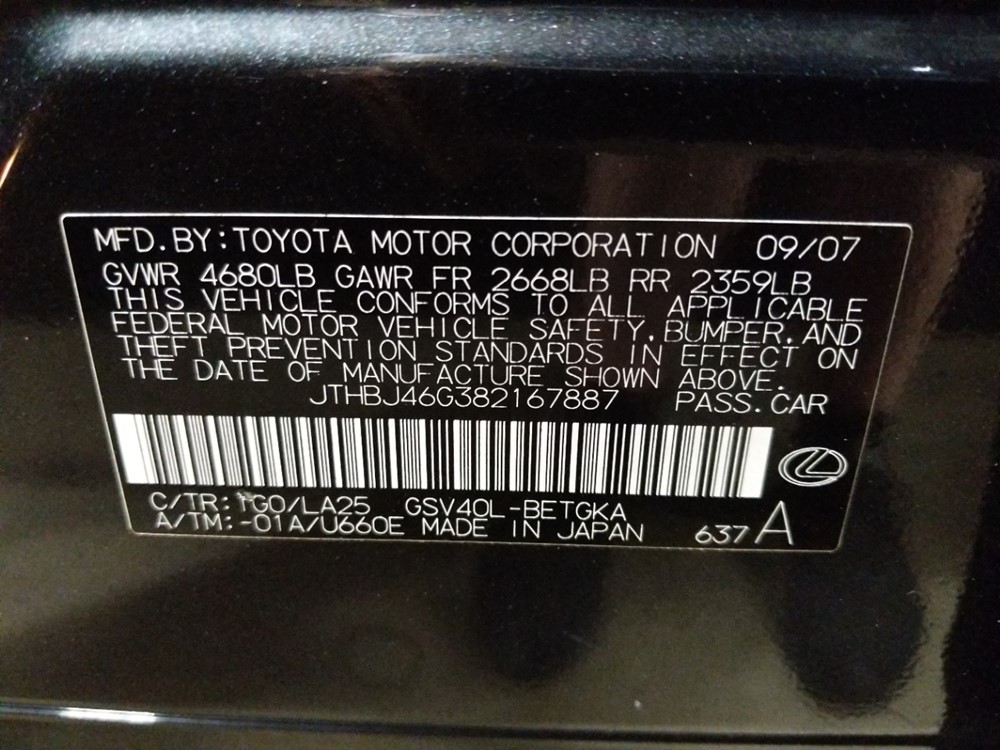 MFD.BY:TOYOTA MOTOR CORPORATION 09/07
GVWR 4680LB GAWR FR 2668LB RR 2359LB
THIS VEHICLE CONFORMS TO ALL APPLICABLE
FEDERAL MOTOR VEHICLE SAFETY,BUMPER,AND
THEFT PREVENTION STANDARDS IN EFFECT ON
THE DATE OF MANUFACTURE SHOWN ABOVE.
JTHBJ46G382167887 PASS.CAR
C/TR:1G0/LA25 GSV40L-BETGKA
A/TM:-01A/U660E MADE IN JAPAN 637 A